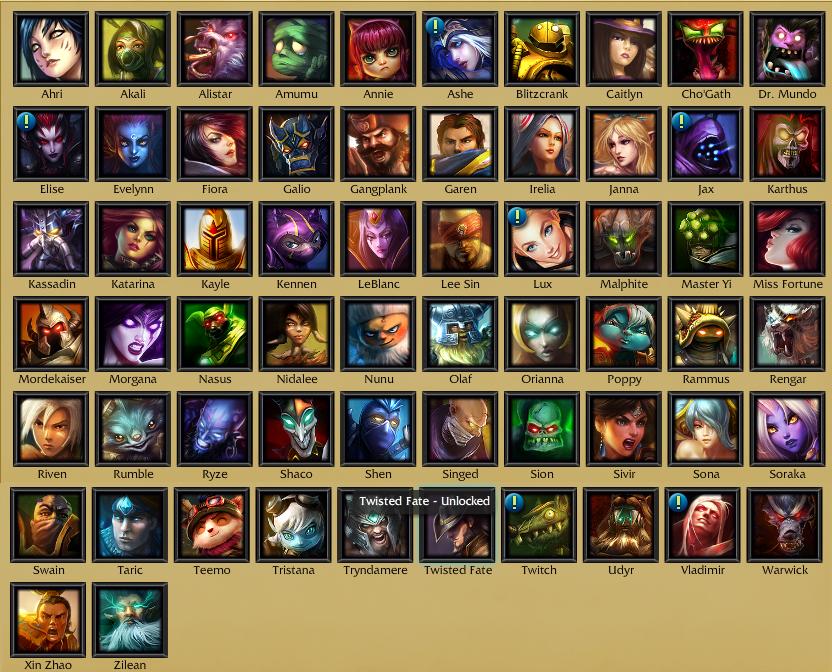 Ahri Akali Alistar Amumu Annie Ashe Blitzcrank Caitlyn Cho'Gath Dr. Mundo
Elise Evelynn Fiora Galio Gangplank Garen Irelia Janna Jax Karthus
Kassadin Katarina Kayle Kennen LeBlanc Lee Sin Lux Malphite Master Yi Miss Fortune
Mordekaiser Morgana Nasus Nidalee Nunu Olaf Orianna Poppy Rammus Rengar
Riven Rumble Ryze Shaco Shen Singed Sion Sivir Sona Soraka
Twisted Fate - Unlocked
Swain Taric Teemo Tristana Tryndamere Twisted Fate Twitch Udyr Vladimir Warwick
Xin Zhao Zilean